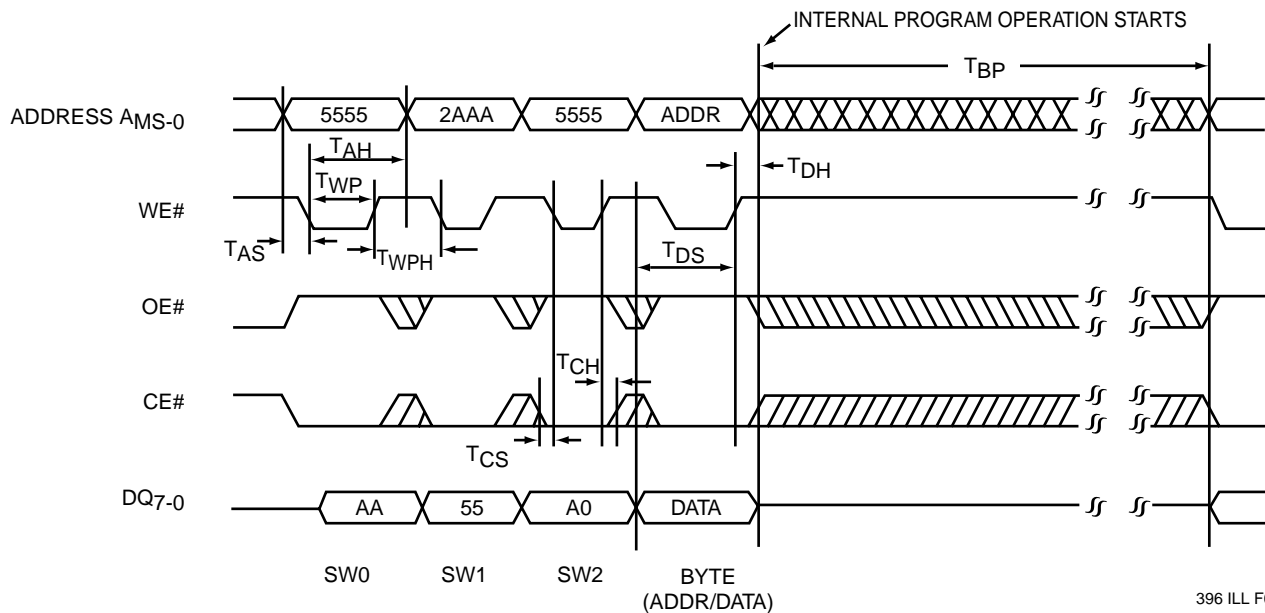 INTERNAL PROGRAM OPERATION STARTS
TBP
ADDRESS AMS-0
5555
2AAA
5555
ADDR
TAH
TDH
TWP
WE#
TAS
TWPH
TDS
OE#
TCH
CE#
TCS
DQ7-0
AA
55
A0
DATA
SW0
SW1
SW2
BYTE
(ADDR/DATA)
396 ILL